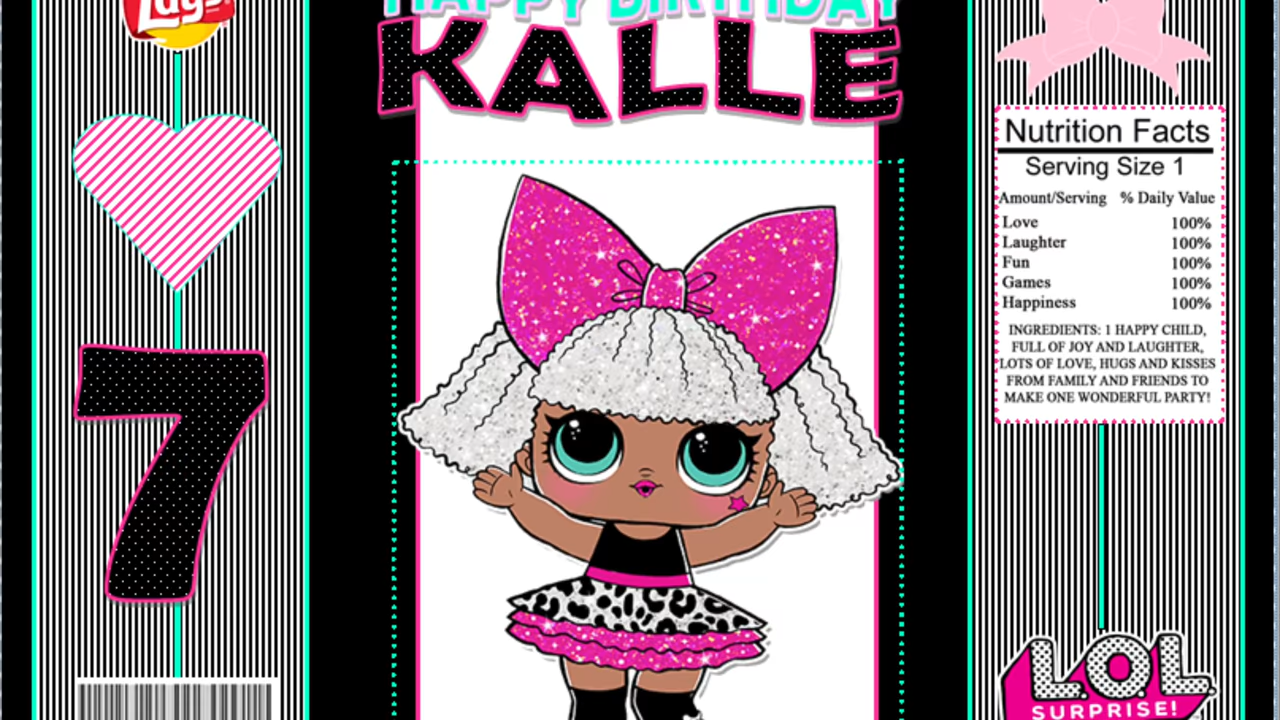 Lay's
7
HAPPY BIRTHDAY
KALLE
Nutrition Facts
Serving Size 1
Amount/Serving % Daily Value
Love 100%
Laughter 100%
Fun 100%
Games 100%
Happiness 100%
INGREDIENTS: 1 HAPPY CHILD,
FULL OF JOY AND LAUGHTER,
LOTS OF LOVE, HUGS AND KISSES
FROM FAMILY AND FRIENDS TO
MAKE ONE WONDERFUL PARTY!
L.O.L.
SURPRISE!